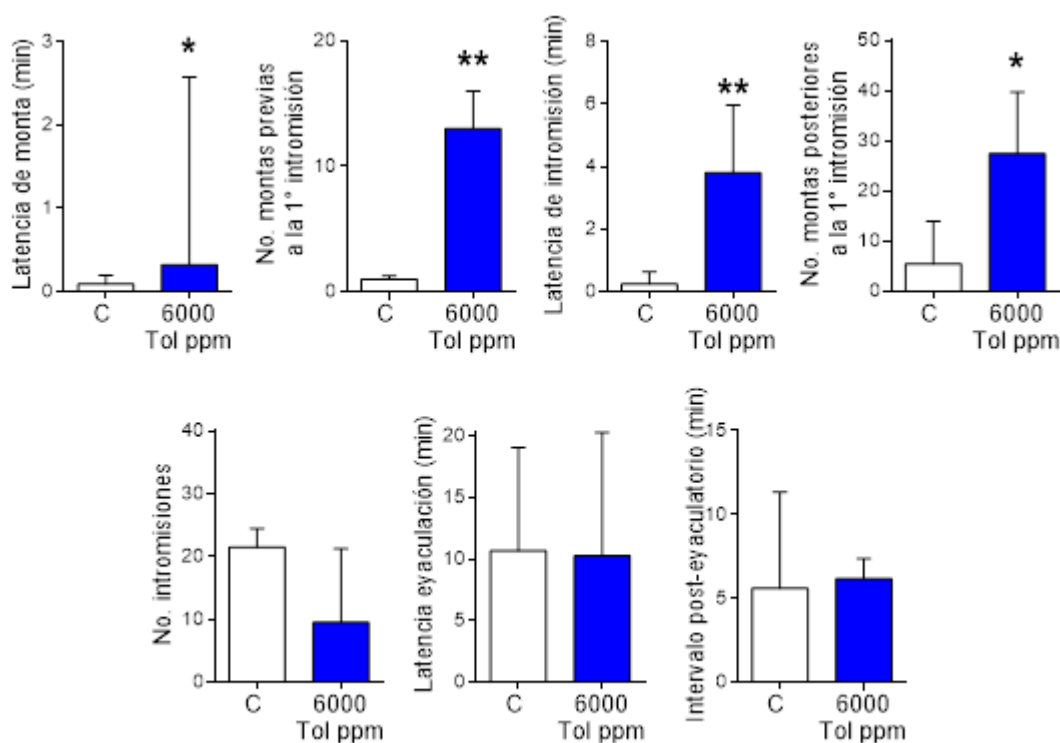 Latencia de monta (min)
3
2
1
0
*
C
6000
Tol ppm
No. montas previas
a la 1° intromisión
20
10
0
**
C
6000
Tol ppm
Latencia de intromisión (min)
8
6
4
2
0
**
C
6000
Tol ppm
No. montas posteriores
a la 1° intromisión
50
40
30
20
10
0
*
C
6000
Tol ppm
No. intromisiones
40
30
20
10
0
C
6000
Tol ppm
Latencia eyaculación (min)
20
15
10
5
0
C
6000
Tol ppm
Intervalo post-eyaculatorio (min)
15
10
5
0
C
6000
Tol ppm